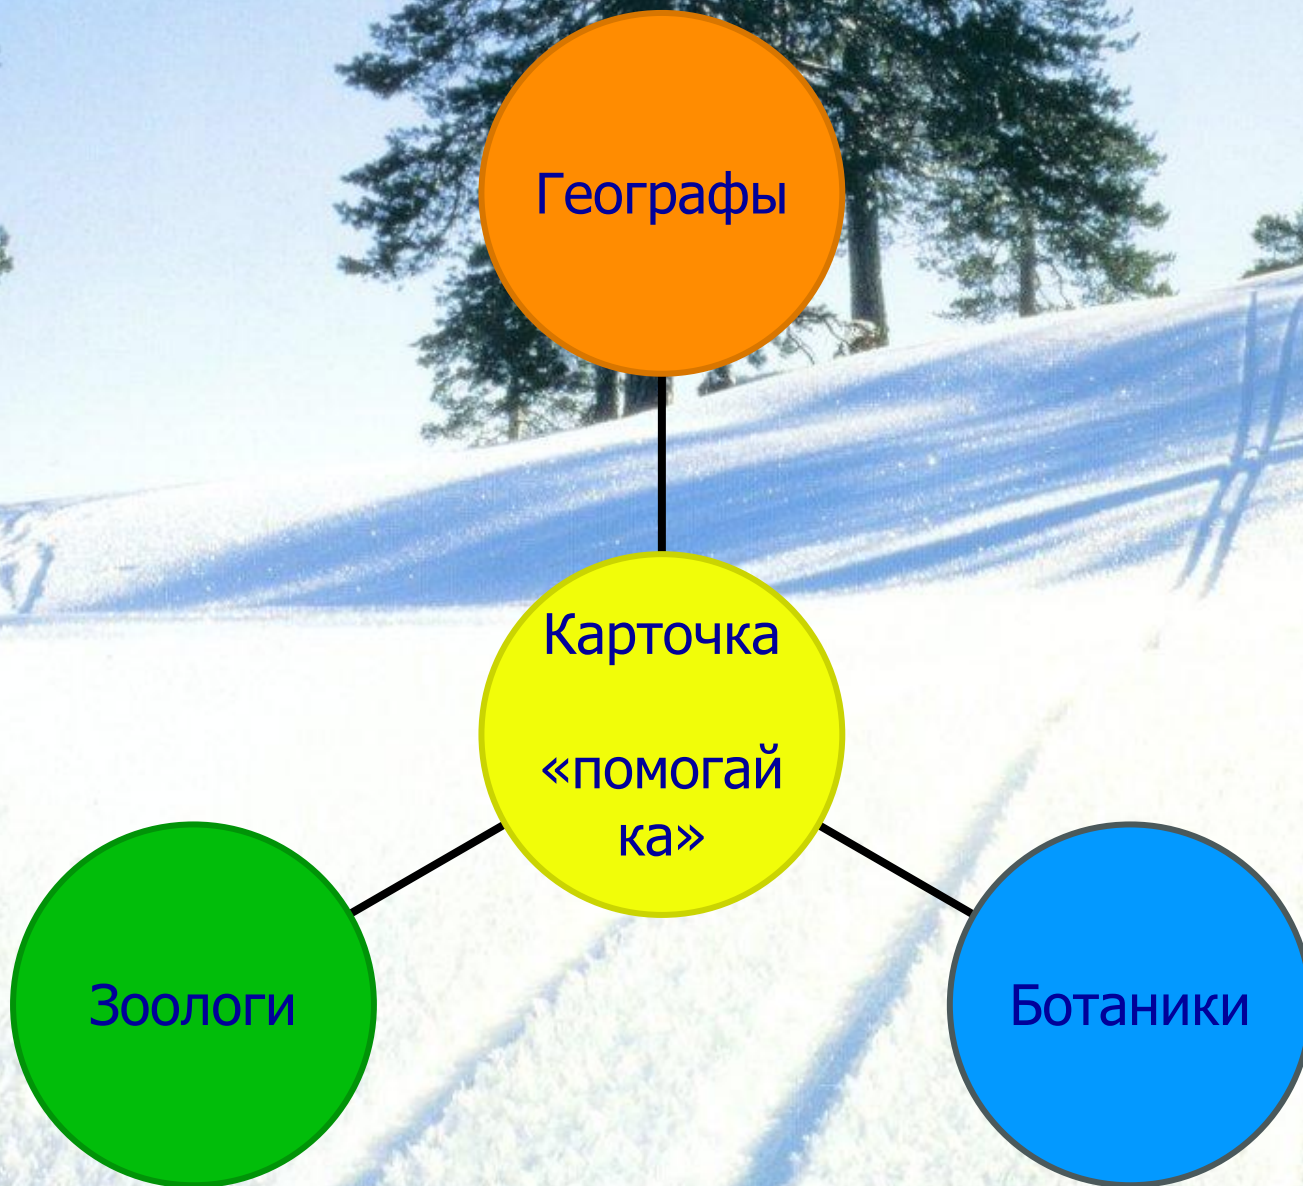 Географы
Карточка
«помогай
ка»
Зоологи
Ботаники